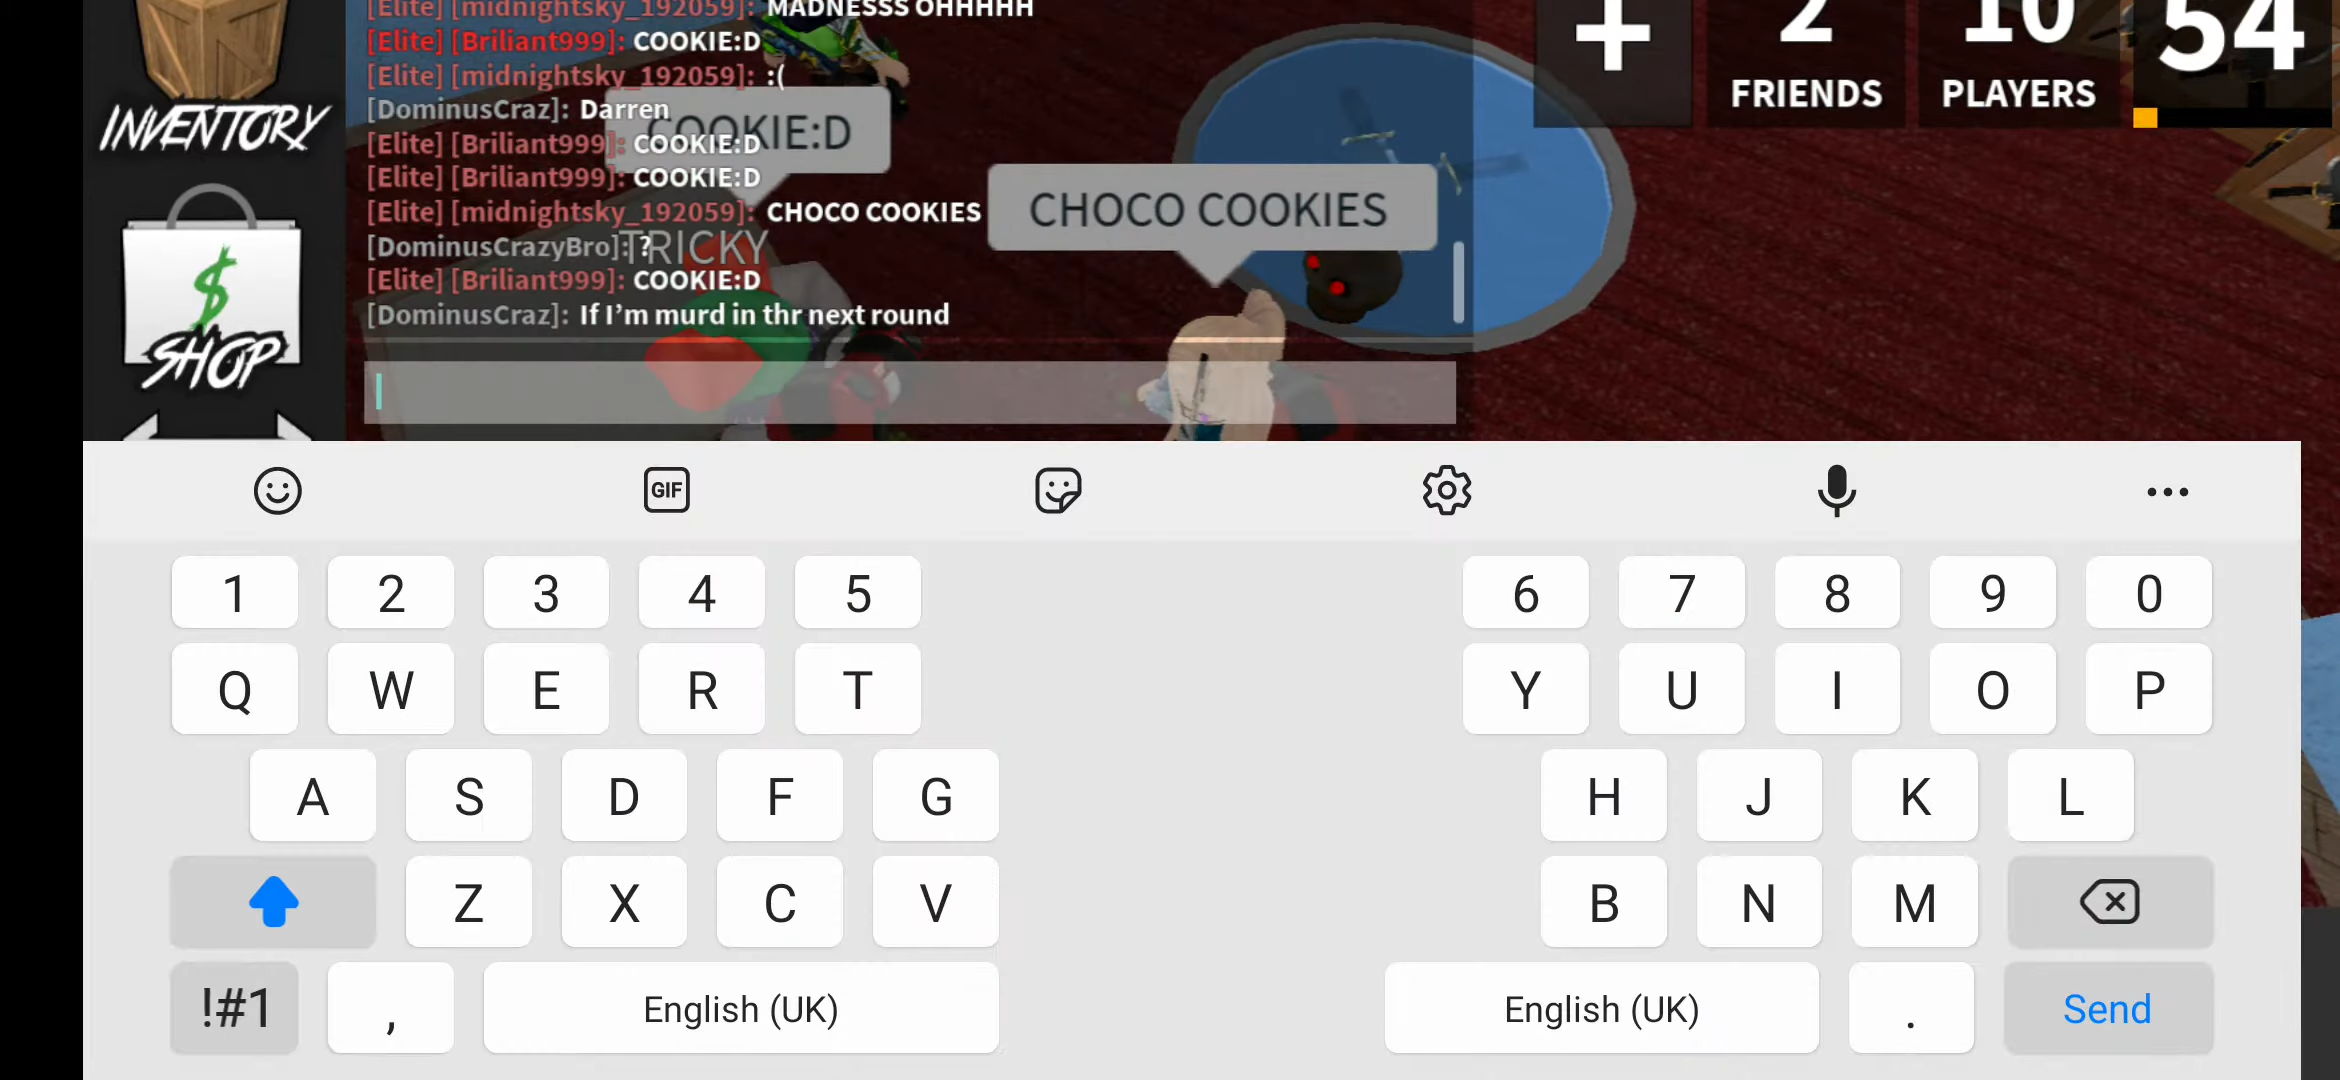 [Elite] [midnightsky_192059]: MADNESSS OHHHHH
[Elite] [Briliant999]: COOKIE:D
[Elite] [midnightsky_192059]: :(
[DominusCraz]: Darren
COOKIE:D
[Elite] [Briliant999]: COOKIE:D
[Elite] [Briliant999]: COOKIE:D
[Elite] [midnightsky_192059]: CHOCO COOKIES
CHOCO COOKIES
[DominusCrazyBro]: ?
TRICKY
[Elite] [Briliant999]: COOKIE:D
[DominusCraz]: If I'm murd in thr next round
INVENTORY
$
SHOP
+
2
FRIENDS
10
PLAYERS
54
GIF
1 2 3 4 5 6 7 8 9 0
Q W E R T Y U I O P
A S D F G H J K L
Z X C V B N M
!#1 , English (UK) English (UK) . Send